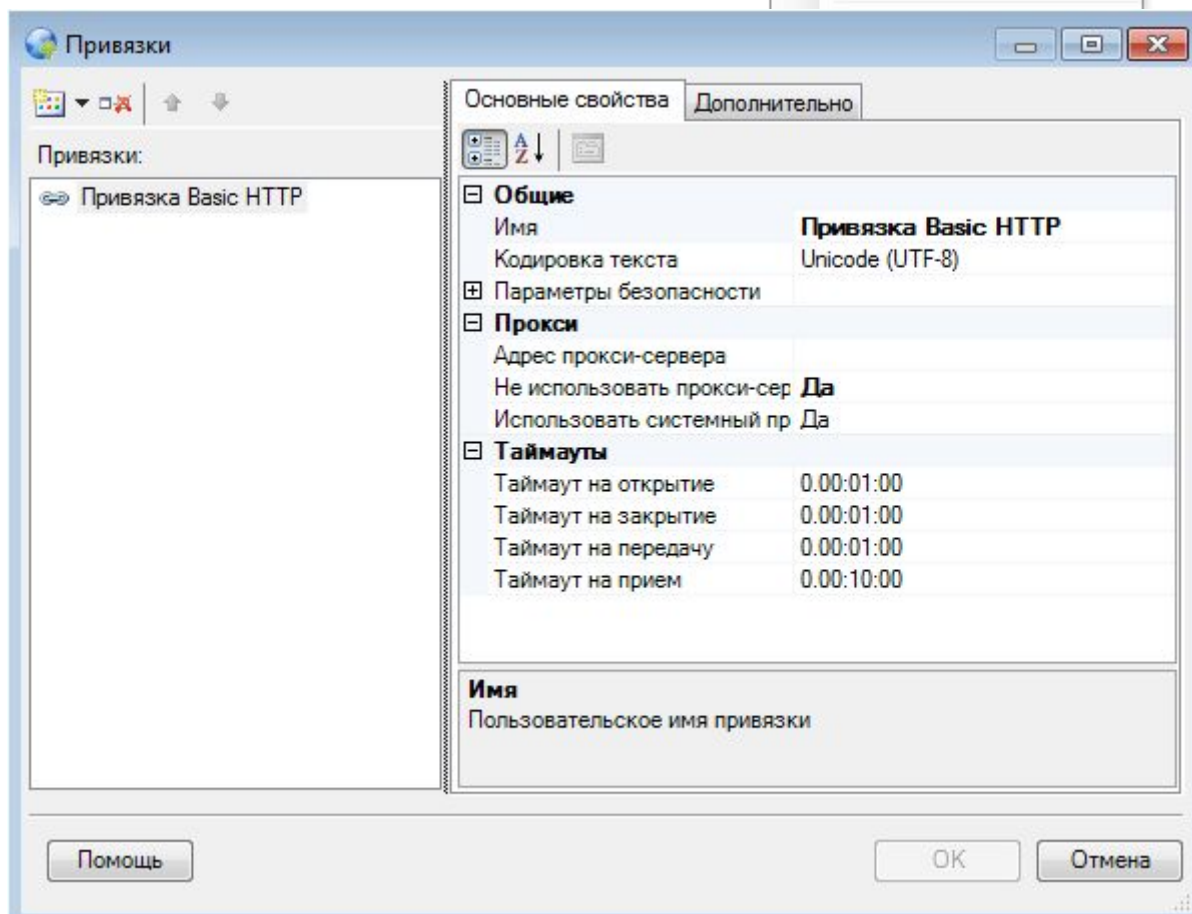 Привязки
Основные свойства
Дополнительно
Привязки:
Привязка Basic HTTP
Общие
Имя Привязка Basic HTTP
Кодировка текста Unicode (UTF-8)
Параметры безопасности
Прокси
Адрес прокси-сервера
Не использовать прокси-сер Да
Использовать системный пр Да
Таймауты
Таймаут на открытие 0.00:01:00
Таймаут на закрытие 0.00:01:00
Таймаут на передачу 0.00:01:00
Таймаут на прием 0.00:10:00
Имя
Пользовательское имя привязки
Помощь
OK
Отмена